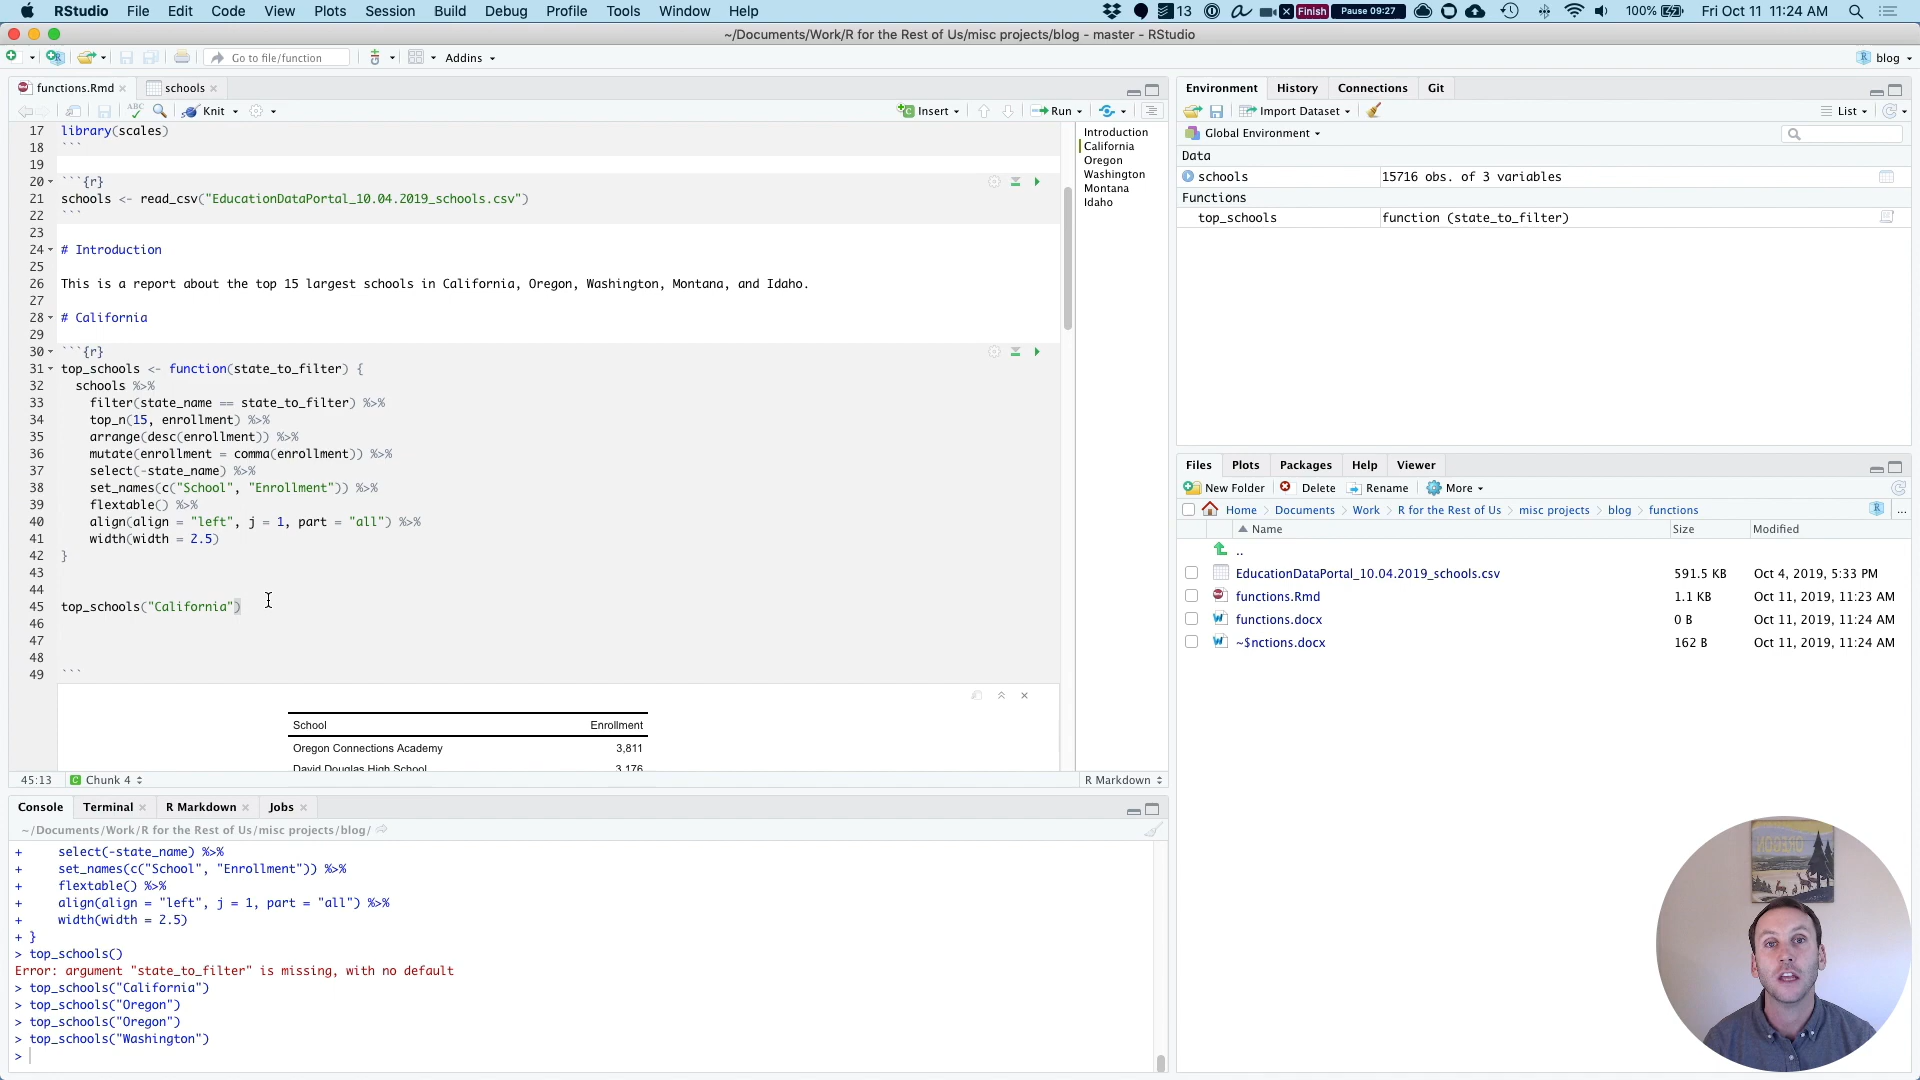 RStudio File Edit Code View Plots Session Build Debug Profile Tools Window Help 13 Finish Pause 09:27 100% Fri Oct 11 11:24 AM
~/Documents/Work/R for the Rest of Us/misc projects/blog - master - RStudio
Go to file/function Addins blog
functions.Rmd schools
ABC Knit Insert Run
17 library(scales)
18 ```
19
20 ```{r}
21 schools <- read_csv("EducationDataPortal_10.04.2019_schools.csv")
22 ```
23
24 # Introduction
25
26 This is a report about the top 15 largest schools in California, Oregon, Washington, Montana, and Idaho.
27
28 # California
29
30 ```{r}
31 top_schools <- function(state_to_filter) {
32 schools %>%
33 filter(state_name == state_to_filter) %>%
34 top_n(15, enrollment) %>%
35 arrange(desc(enrollment)) %>%
36 mutate(enrollment = comma(enrollment)) %>%
37 select(-state_name) %>%
38 set_names(c("School", "Enrollment")) %>%
39 flextable() %>%
40 align(align = "left", j = 1, part = "all") %>%
41 width(width = 2.5)
42 }
43
44
45 top_schools("California")
46
47
48
49 ```
School Enrollment
Oregon Connections Academy 3,811
David Douglas High School 3,176
45:13 Chunk 4 R Markdown
Introduction
California
Oregon
Washington
Montana
Idaho
Console Terminal R Markdown Jobs
~/Documents/Work/R for the Rest of Us/misc projects/blog/
+ select(-state_name) %>%
+ set_names(c("School", "Enrollment")) %>%
+ flextable() %>%
+ align(align = "left", j = 1, part = "all") %>%
+ width(width = 2.5)
+ }
> top_schools()
Error: argument "state_to_filter" is missing, with no default
> top_schools("California")
> top_schools("Oregon")
> top_schools("Oregon")
> top_schools("Washington")
>
Environment History Connections Git
Import Dataset List
Global Environment
Data
schools 15716 obs. of 3 variables
Functions
top_schools function (state_to_filter)
Files Plots Packages Help Viewer
New Folder Delete Rename More
Home Documents Work R for the Rest of Us misc projects blog functions ...
Name Size Modified
..
EducationDataPortal_10.04.2019_schools.csv 591.5 KB Oct 4, 2019, 5:33 PM
functions.Rmd 1.1 KB Oct 11, 2019, 11:23 AM
functions.docx 0 B Oct 11, 2019, 11:24 AM
~$nctions.docx 162 B Oct 11, 2019, 11:24 AM
OREGON